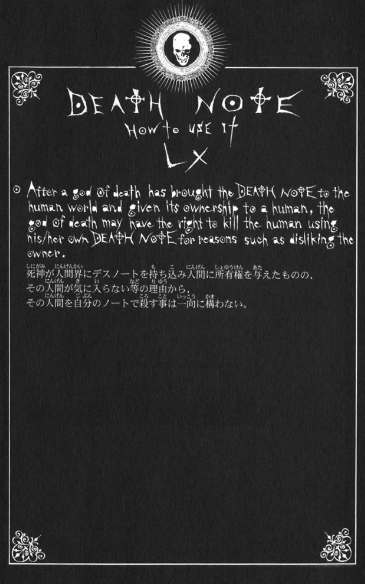 DEATH NOTE
HOW to USE It
LX
After a god of death has brought the DEATH NOTE to the
human world and given its ownership to a human, the
god of death may have the right to kill the human using
his/her own DEATH NOTE for reasons such as disliking the
owner.
死神が人間界にデスノートを持ち込み人間に所有権を与えたものの、
その人間が気に入らない等の理由から、
その人間を自分のノートで殺す事は一向に構わない。